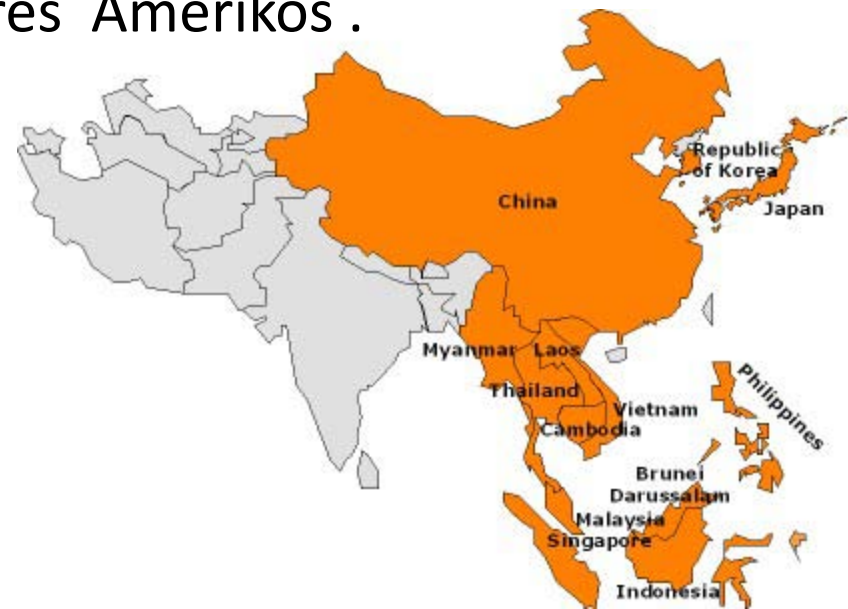 res Amerikos .
Republic
of Korea
China
Japan
Myanmar
Laos
Thailand
Philippines
Vietnam
Cambodia
Brunei
Darussalam
Malaysia
Singapore
Indonesia